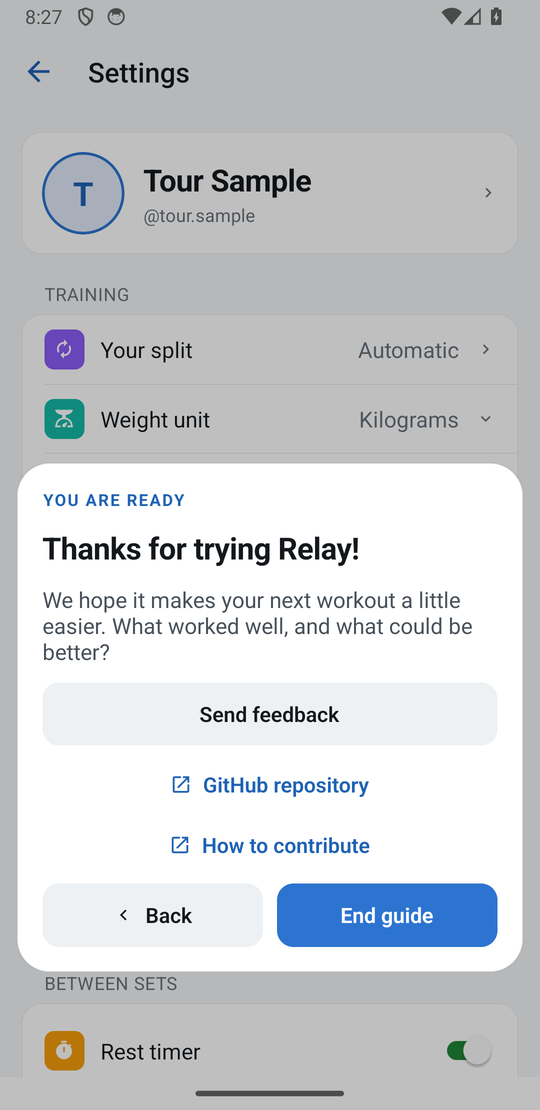 8:27
Settings
T
Tour Sample
@tour.sample
TRAINING
Your split
Automatic
Weight unit
Kilograms
YOU ARE READY
Thanks for trying Relay!
We hope it makes your next workout a little
easier. What worked well, and what could be
better?
Send feedback
GitHub repository
How to contribute
Back
End guide
BETWEEN SETS
Rest timer